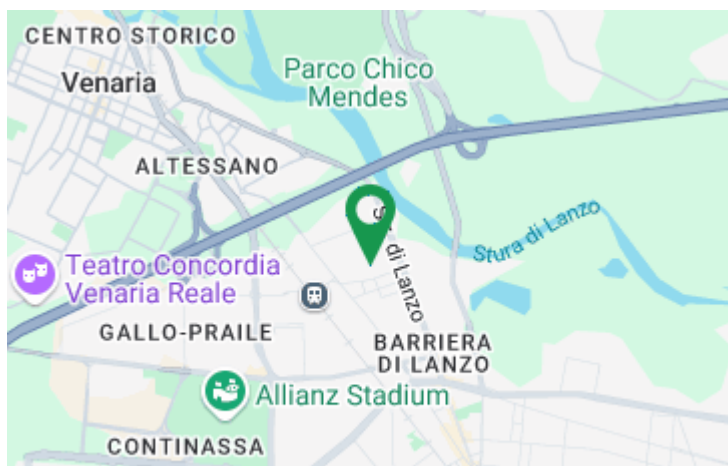 CENTRO STORICO
Venaria
Parco Chico
Mendes
ALTESSANO
Stura di Lanzo
di Lanzo
Teatro Concordia
Venaria Reale
GALLO-PRAILE
BARRIERA
DI LANZO
Allianz Stadium
CONTINASSA